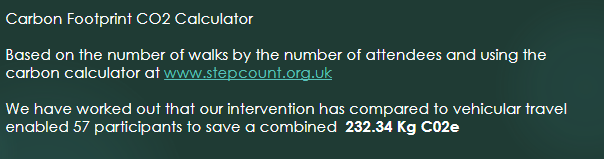 Carbon Footprint CO2 Calculator
Based on the number of walks by the number of attendees and using the
carbon calculator at www.stepcount.org.uk
We have worked out that our intervention has compared to vehicular travel
enabled 57 participants to save a combined 232.34 Kg C02e